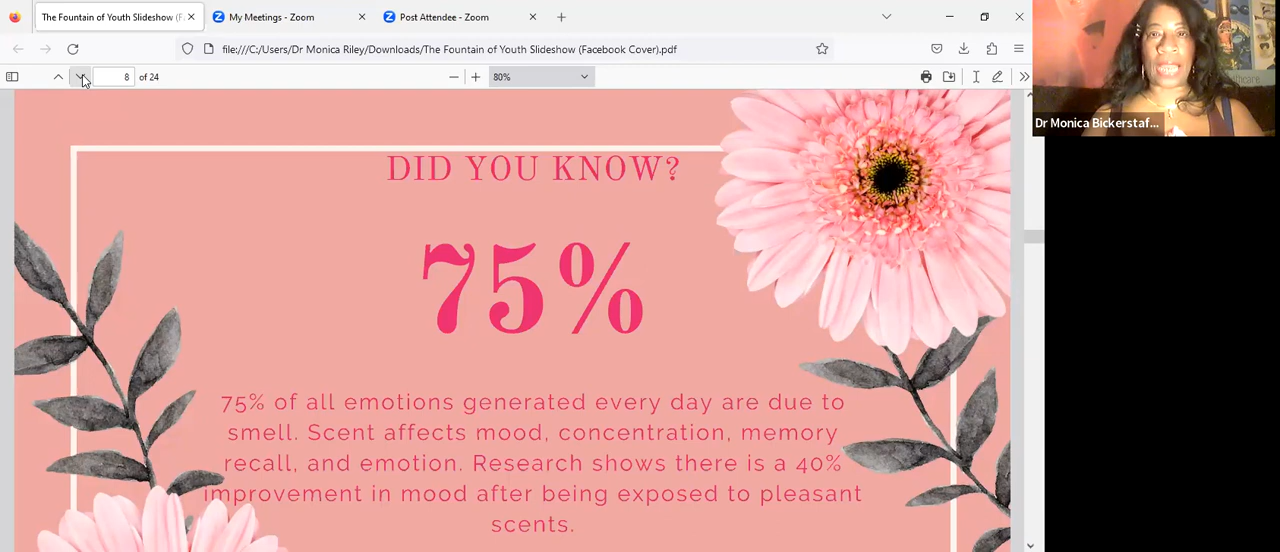 The Fountain of Youth Slideshow (F
My Meetings - Zoom
Post Attendee - Zoom
file:///C:/Users/Dr Monica Riley/Downloads/The Fountain of Youth Slideshow (Facebook Cover).pdf
8 of 24
80%
Dr Monica Bickerstaf...
DID YOU KNOW?
75%
75% of all emotions generated every day are due to
smell. Scent affects mood, concentration, memory
recall, and emotion. Research shows there is a 40%
improvement in mood after being exposed to pleasant
scents.